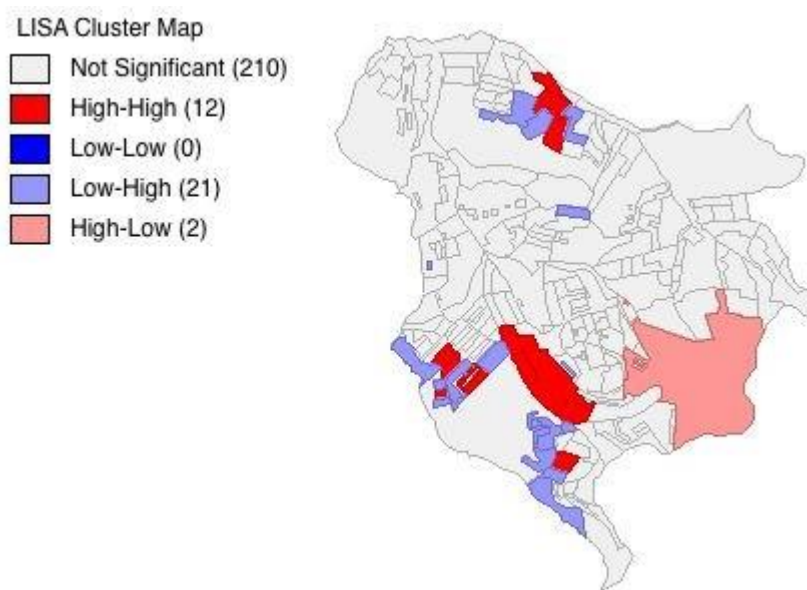 LISA Cluster Map
Not Significant (210)
High-High (12)
Low-Low (0)
Low-High (21)
High-Low (2)